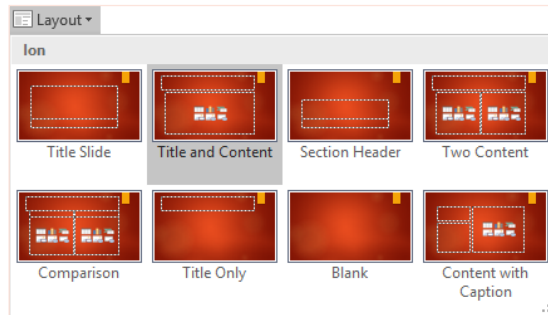 Layout
Ion
Title Slide
Title and Content
Section Header
Two Content
Comparison
Title Only
Blank
Content with
Caption